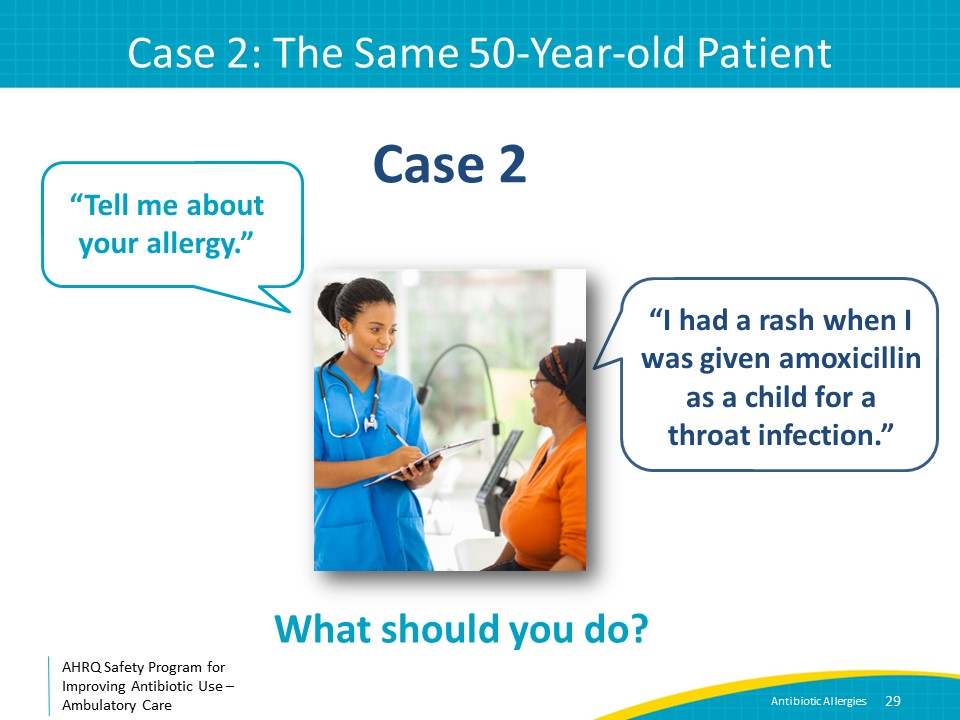 Case 2: The Same 50-Year-old Patient
Case 2
“Tell me about
your allergy.”
“I had a rash when I
was given amoxicillin
as a child for a
throat infection.”
What should you do?
AHRQ Safety Program for
Improving Antibiotic Use –
Ambulatory Care
Antibiotic Allergies 29